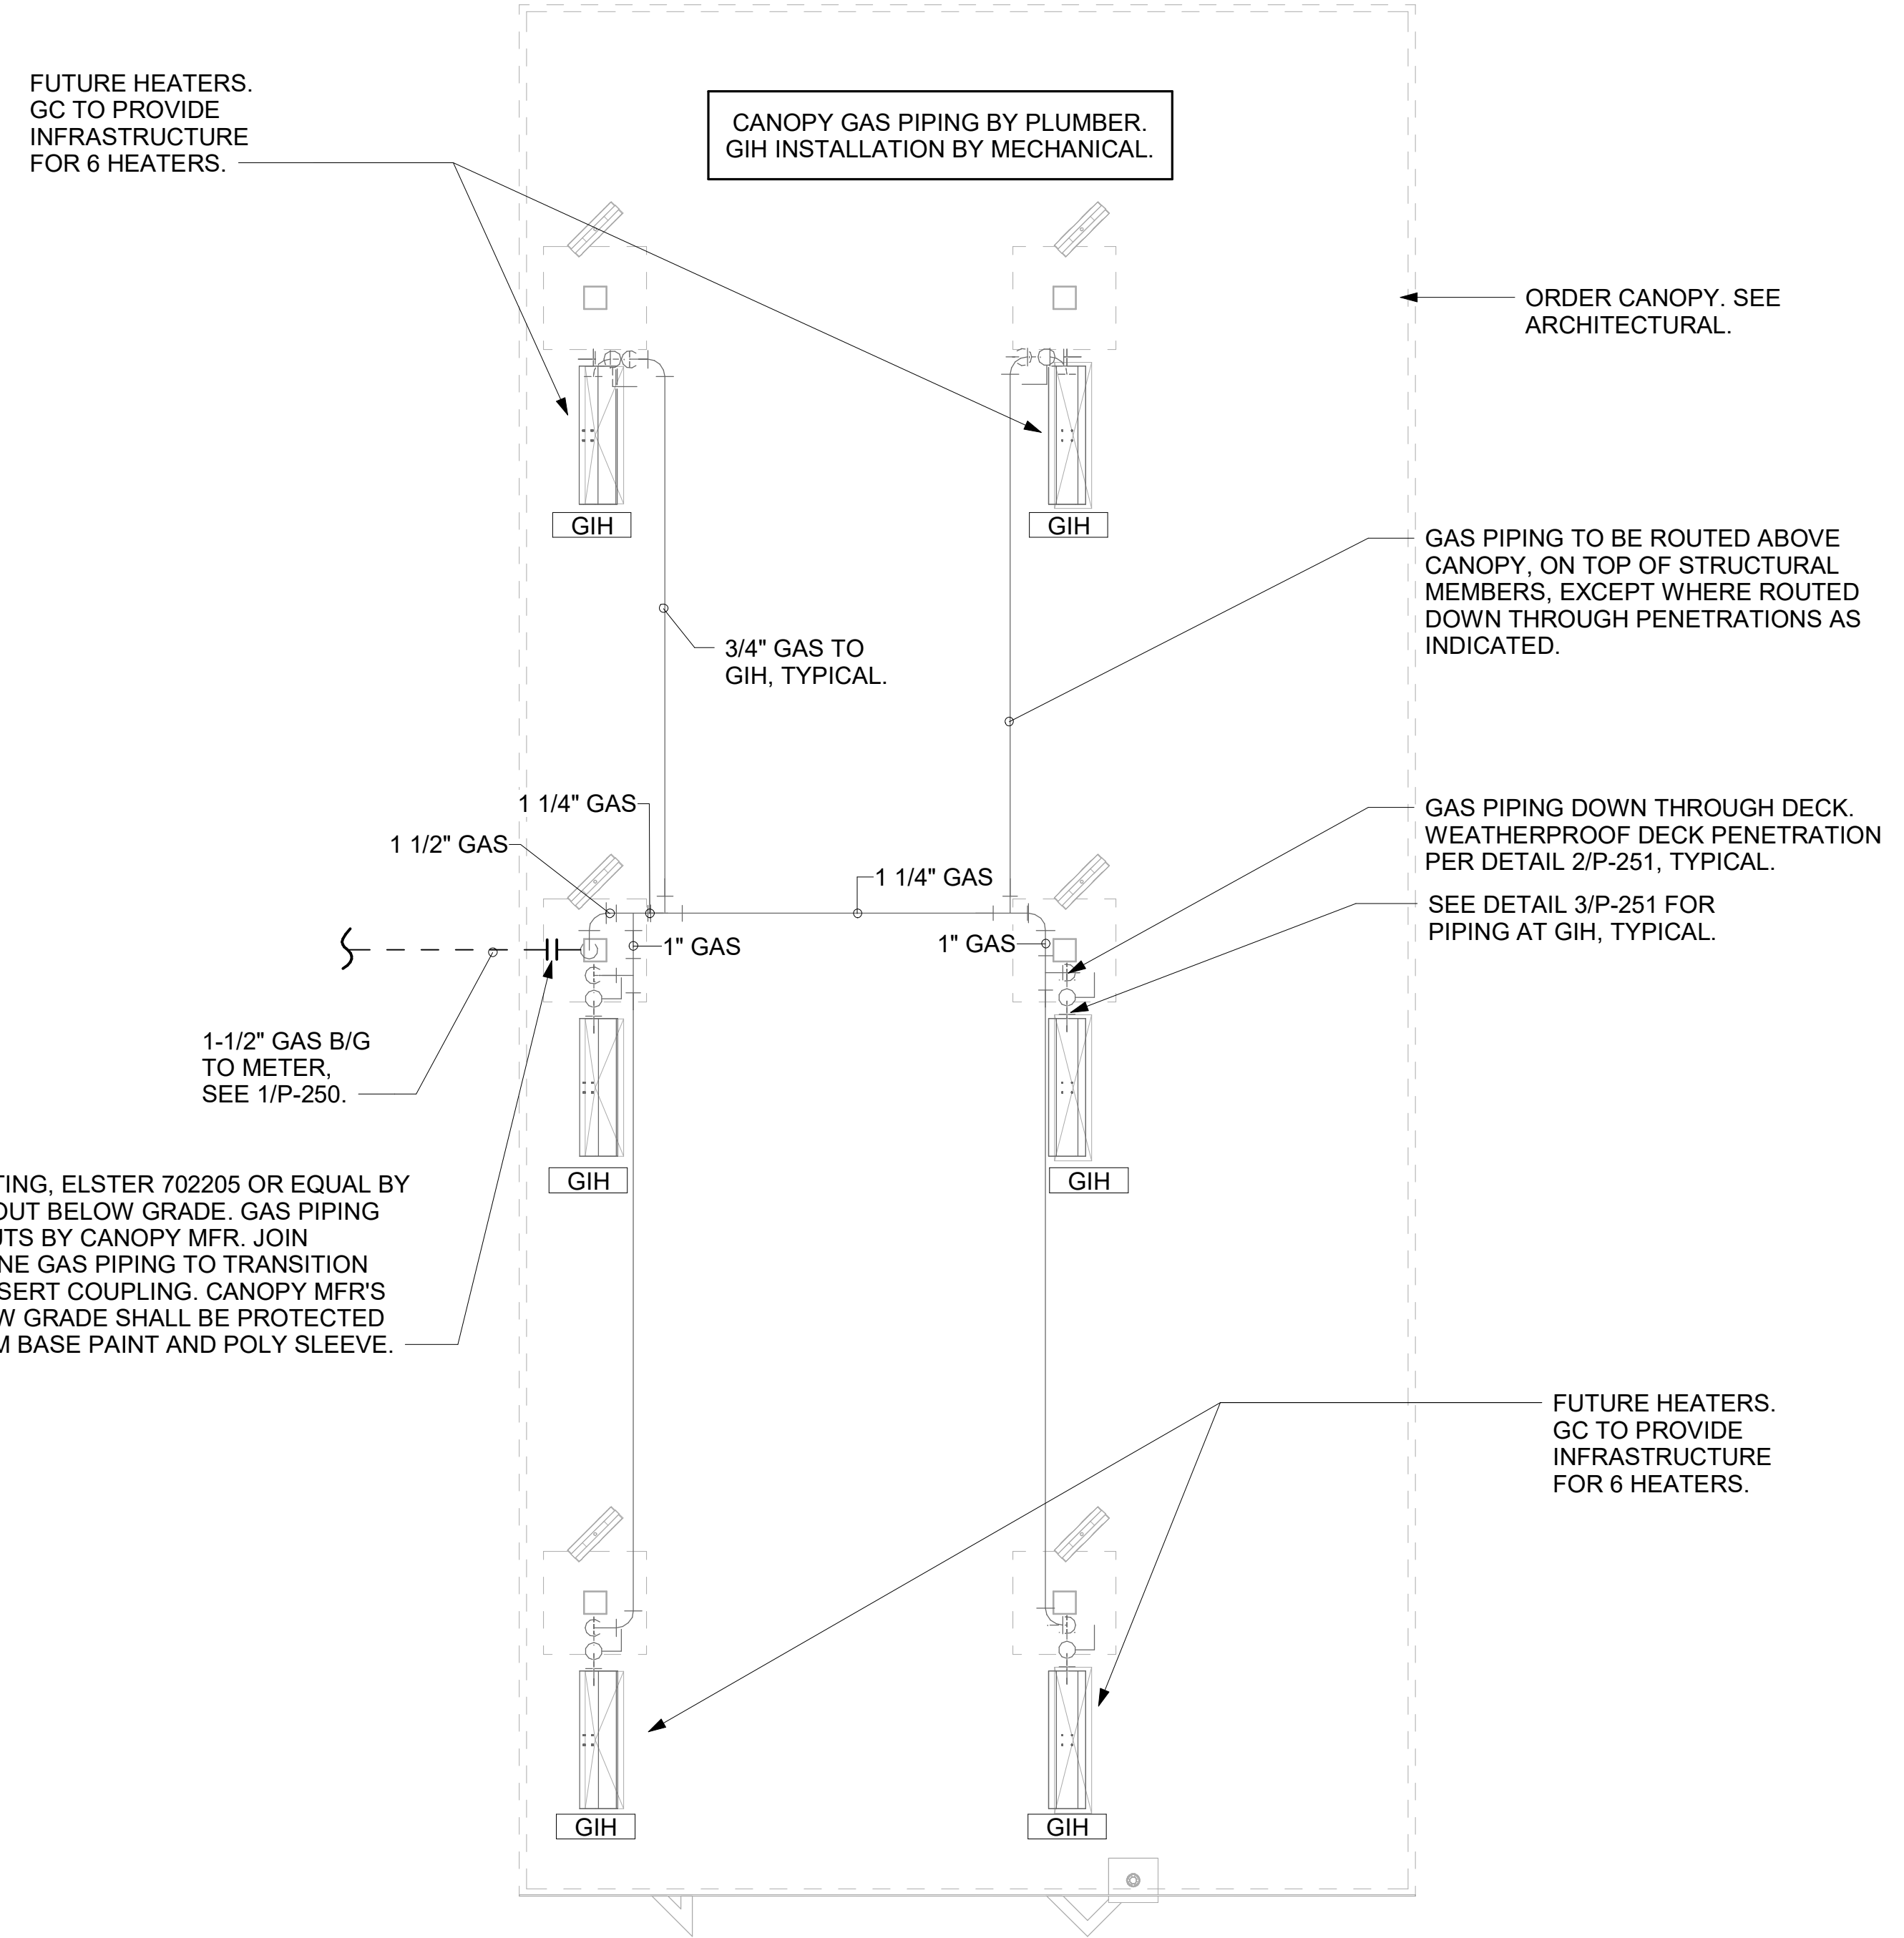 FUTURE HEATERS.
GC TO PROVIDE
INFRASTRUCTURE
FOR 6 HEATERS.
CANOPY GAS PIPING BY PLUMBER.
GIH INSTALLATION BY MECHANICAL.
ORDER CANOPY. SEE
ARCHITECTURAL.
GIH
GIH
GAS PIPING TO BE ROUTED ABOVE
CANOPY, ON TOP OF STRUCTURAL
MEMBERS, EXCEPT WHERE ROUTED
DOWN THROUGH PENETRATIONS AS
INDICATED.
3/4" GAS TO
GIH, TYPICAL.
1 1/4" GAS
1 1/2" GAS
1 1/4" GAS
GAS PIPING DOWN THROUGH DECK.
WEATHERPROOF DECK PENETRATION
PER DETAIL 2/P-251, TYPICAL.
SEE DETAIL 3/P-251 FOR
PIPING AT GIH, TYPICAL.
1" GAS
1" GAS
1-1/2" GAS B/G
TO METER,
SEE 1/P-250.
GIH
GIH
TING, ELSTER 702205 OR EQUAL BY
OUT BELOW GRADE. GAS PIPING
UTS BY CANOPY MFR. JOIN
NE GAS PIPING TO TRANSITION
SERT COUPLING. CANOPY MFR'S
W GRADE SHALL BE PROTECTED
M BASE PAINT AND POLY SLEEVE.
FUTURE HEATERS.
GC TO PROVIDE
INFRASTRUCTURE
FOR 6 HEATERS.
GIH
GIH